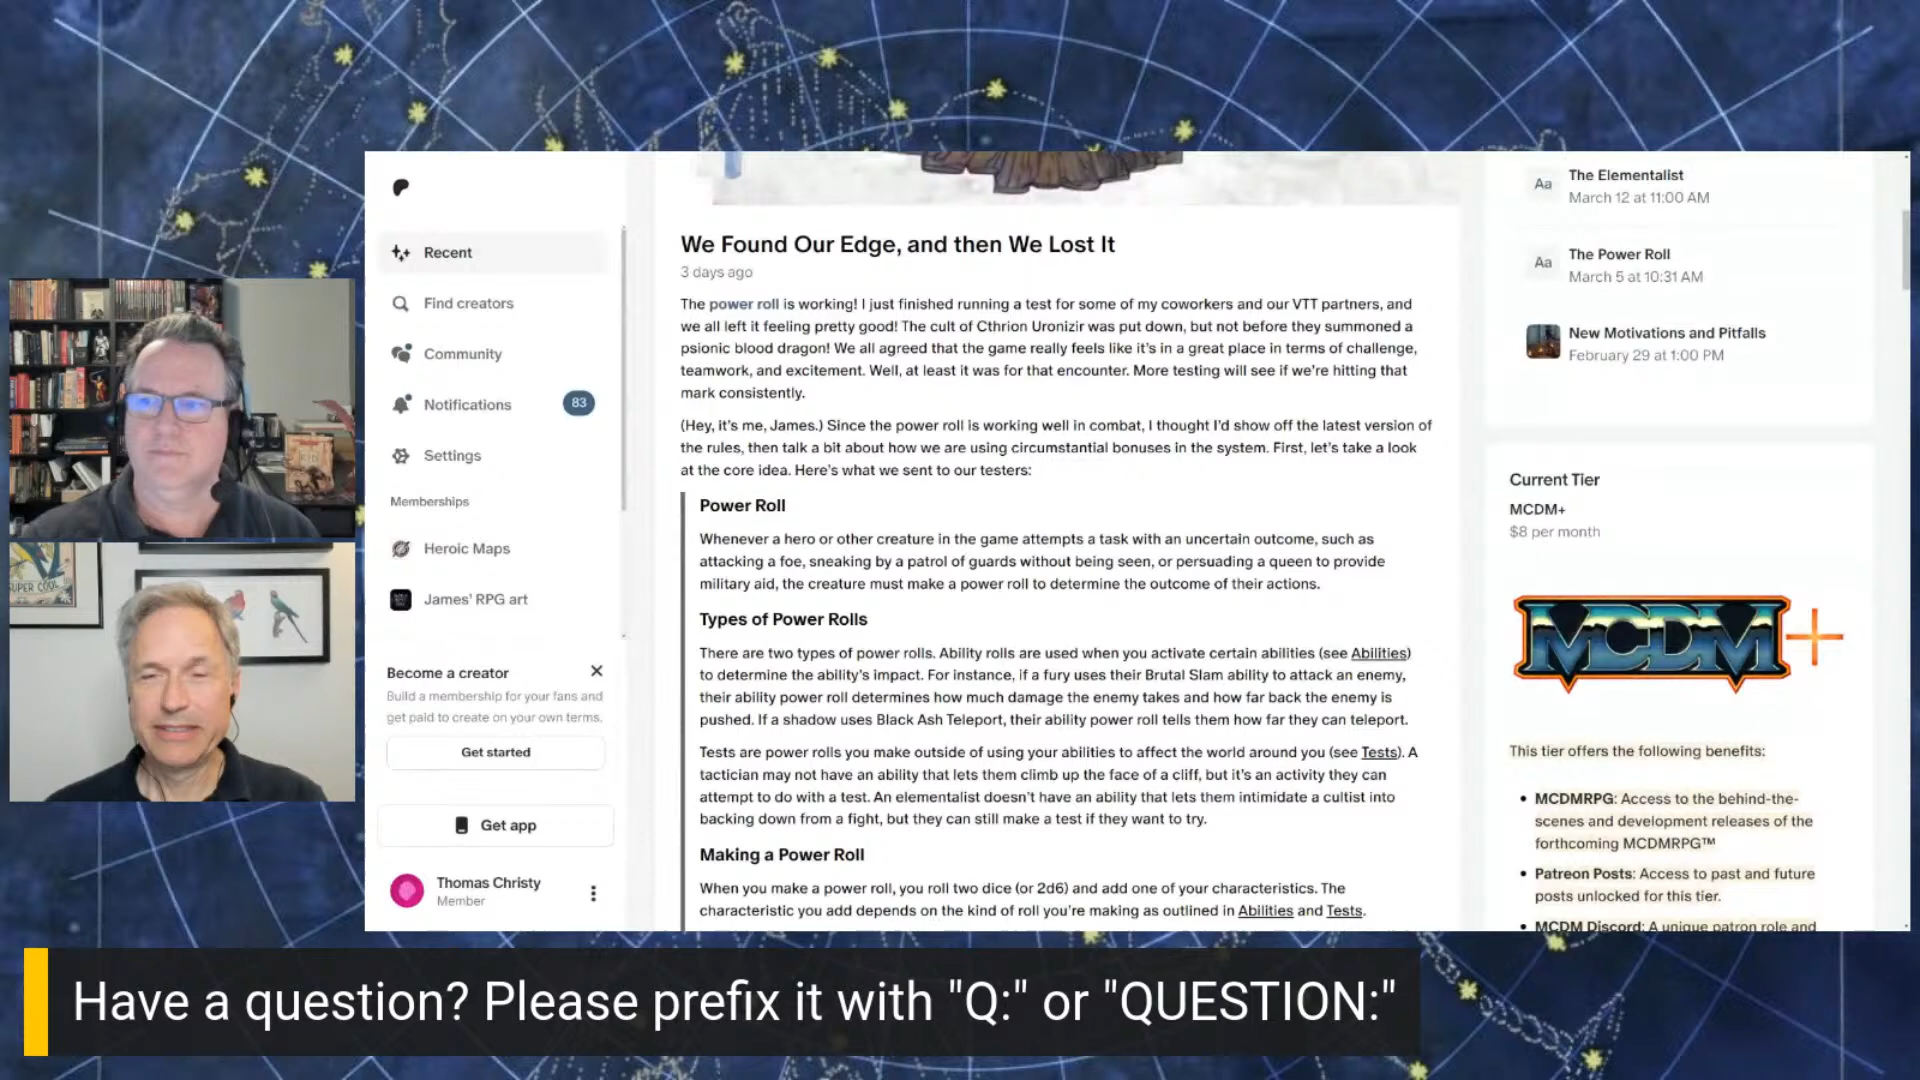 Recent
Find creators
Community
Notifications
83
Settings
Memberships
Heroic Maps
James' RPG art
Become a creator
Build a membership for your fans and
get paid to create on your own terms.
Get started
Get app
Thomas Christy
Member
We Found Our Edge, and then We Lost It
3 days ago
The power roll is working! I just finished running a test for some of my coworkers and our VTT partners, and
we all left it feeling pretty good! The cult of Cthrion Uronizir was put down, but not before they summoned a
psionic blood dragon! We all agreed that the game really feels like it's in a great place in terms of challenge,
teamwork, and excitement. Well, at least it was for that encounter. More testing will see if we're hitting that
mark consistently.
(Hey, it's me, James.) Since the power roll is working well in combat, I thought I'd show off the latest version of
the rules, then talk a bit about how we are using circumstantial bonuses in the system. First, let's take a look
at the core idea. Here's what we sent to our testers:
Power Roll
Whenever a hero or other creature in the game attempts a task with an uncertain outcome, such as
attacking a foe, sneaking by a patrol of guards without being seen, or persuading a queen to provide
military aid, the creature must make a power roll to determine the outcome of their actions.
Types of Power Rolls
There are two types of power rolls. Ability rolls are used when you activate certain abilities (see Abilities)
to determine the ability's impact. For instance, if a fury uses their Brutal Slam ability to attack an enemy,
their ability power roll determines how much damage the enemy takes and how far back the enemy is
pushed. If a shadow uses Black Ash Teleport, their ability power roll tells them how far they can teleport.
Tests are power rolls you make outside of using your abilities to affect the world around you (see Tests). A
tactician may not have an ability that lets them climb up the face of a cliff, but it's an activity they can
attempt to do with a test. An elementalist doesn't have an ability that lets them intimidate a cultist into
backing down from a fight, but they can still make a test if they want to try.
Making a Power Roll
When you make a power roll, you roll two dice (or 2d6) and add one of your characteristics. The
characteristic you add depends on the kind of roll you're making as outlined in Abilities and Tests.
Aa
The Elementalist
March 12 at 11:00 AM
Aa
The Power Roll
March 5 at 10:31 AM
New Motivations and Pitfalls
February 29 at 1:00 PM
Current Tier
MCDM+
$8 per month
MCDM+
This tier offers the following benefits:
• MCDMRPG: Access to the behind-the-
scenes and development releases of the
forthcoming MCDMRPG™
• Patreon Posts: Access to past and future
posts unlocked for this tier.
• MCDM Discord: A unique patron role and
SUPER COOL
Have a question? Please prefix it with "Q:" or "QUESTION:"